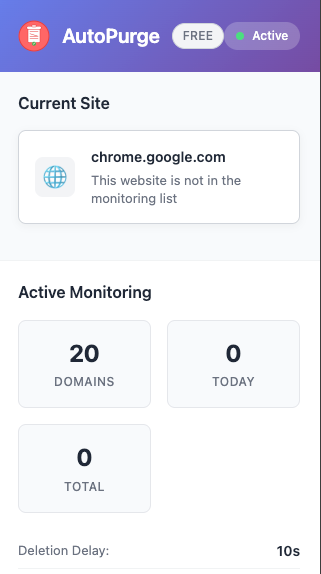 AutoPurge FREE Active
Current Site
chrome.google.com
This website is not in the
monitoring list
Active Monitoring
20 0
DOMAINS TODAY
0
TOTAL
Deletion Delay: 10s